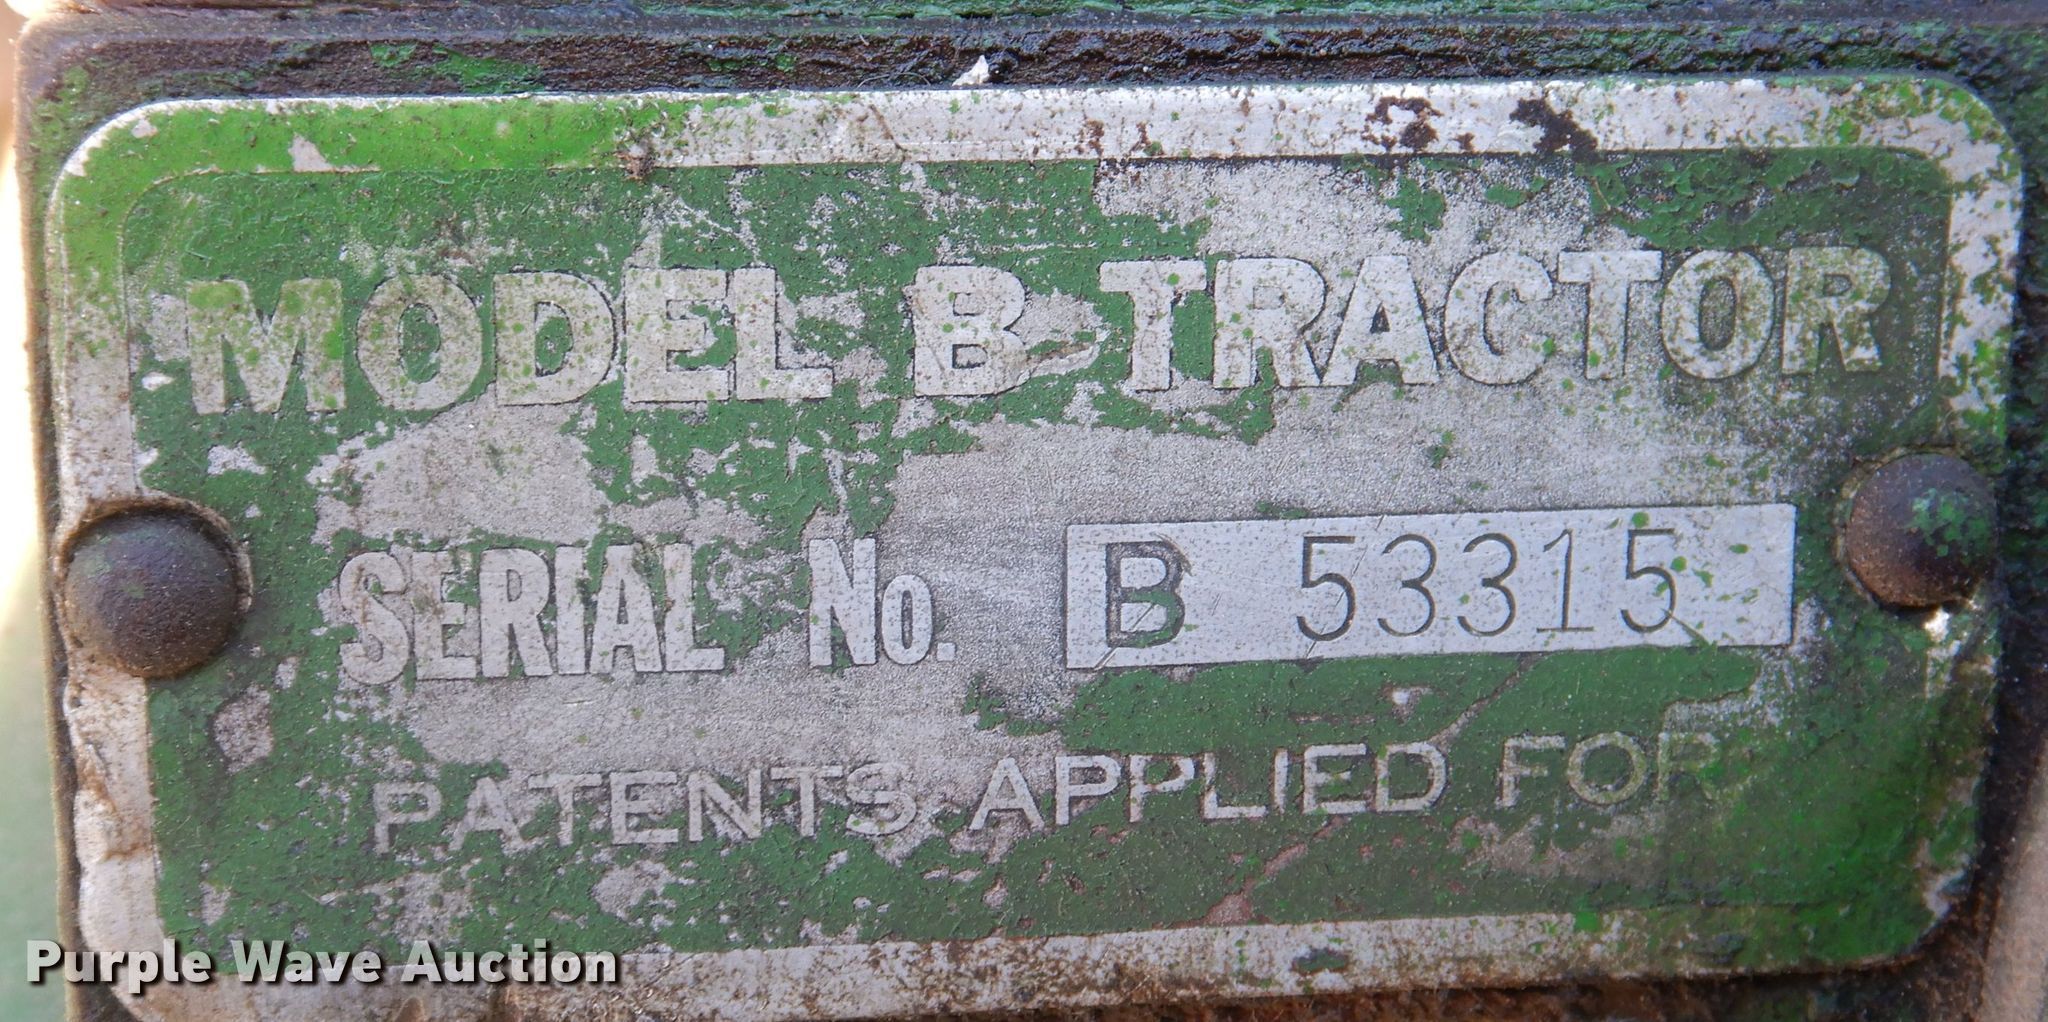 MODEL B TRACTOR
SERIAL No. B 53315
PATENTS APPLIED FOR
Purple Wave Auction